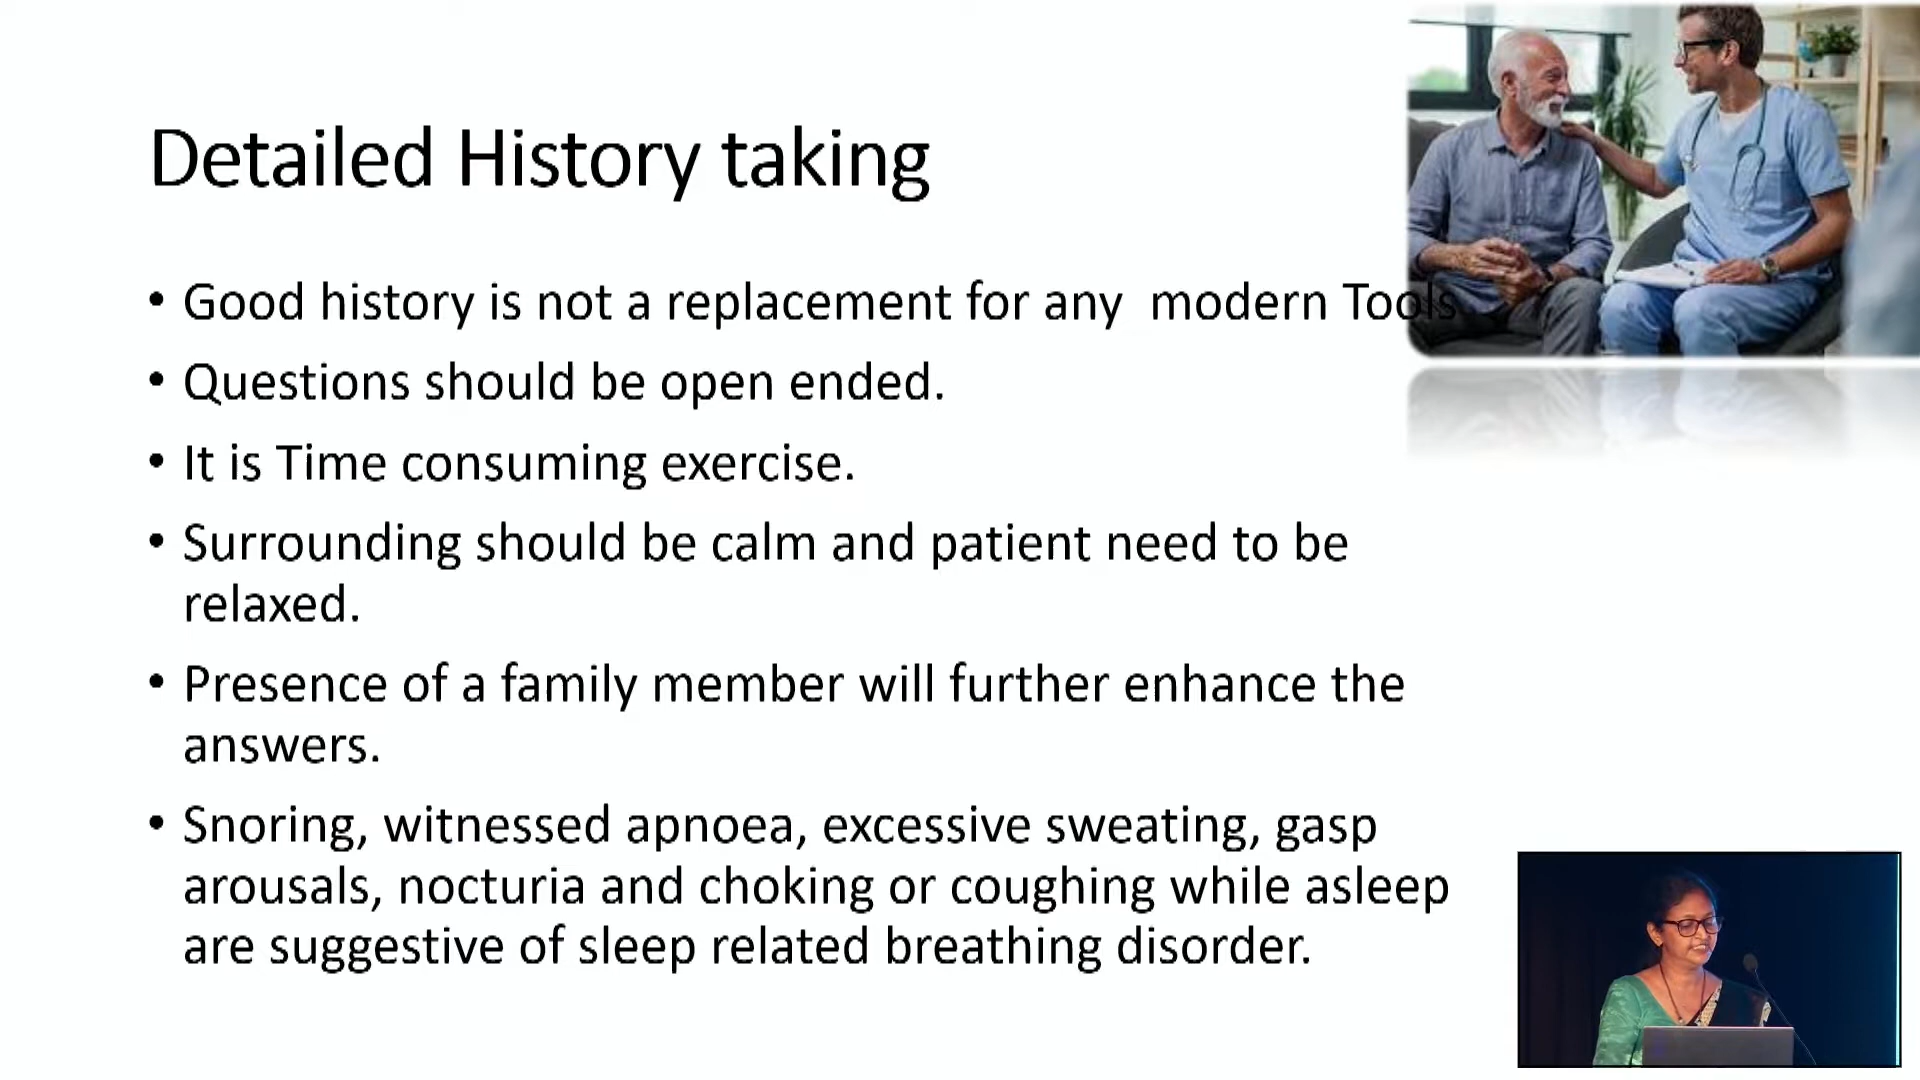 Detailed History taking
• Good history is not a replacement for any  modern Tools
• Questions should be open ended.
• It is Time consuming exercise.
• Surrounding should be calm and patient need to be
relaxed.
• Presence of a family member will further enhance the
answers.
• Snoring, witnessed apnoea, excessive sweating, gasp
arousals, nocturia and choking or coughing while asleep
are suggestive of sleep related breathing disorder.